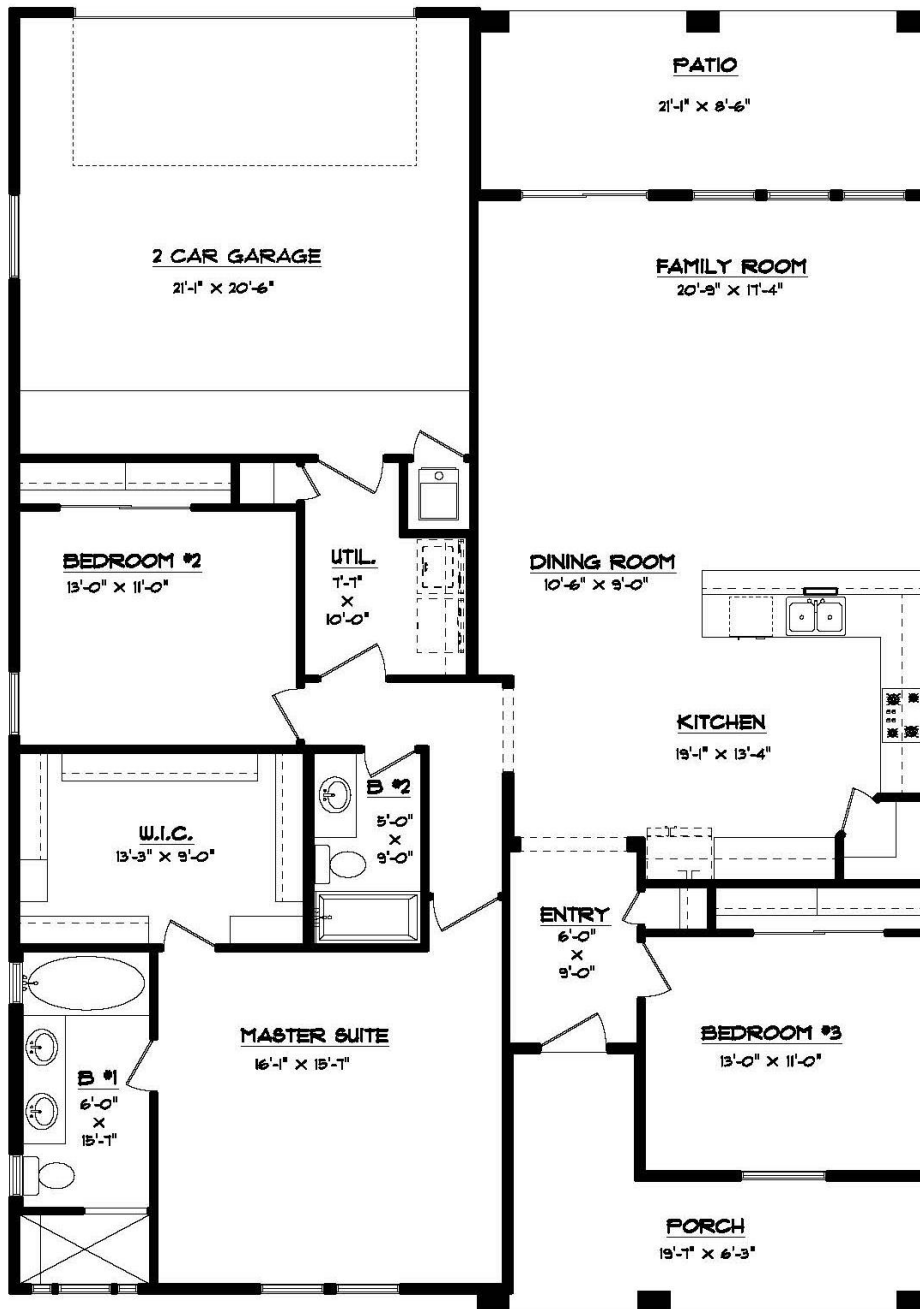 PATIO
21'-1" X 8'-6"
2 CAR GARAGE
21'-1" X 20'-6"
FAMILY ROOM
20'-9" X 17'-4"
BEDROOM #2
13'-0" X 11'-0"
UTIL.
7'-7"
X
10'-0"
DINING ROOM
10'-6" X 9'-0"
KITCHEN
19'-1" X 13'-4"
B #2
5'-0"
X
9'-0"
W.I.C.
13'-3" X 9'-0"
ENTRY
6'-0"
X
9'-0"
MASTER SUITE
16'-1" X 15'-7"
BEDROOM #3
13'-0" X 11'-0"
B #1
6'-0"
X
15'-7"
PORCH
19'-7" X 6'-3"